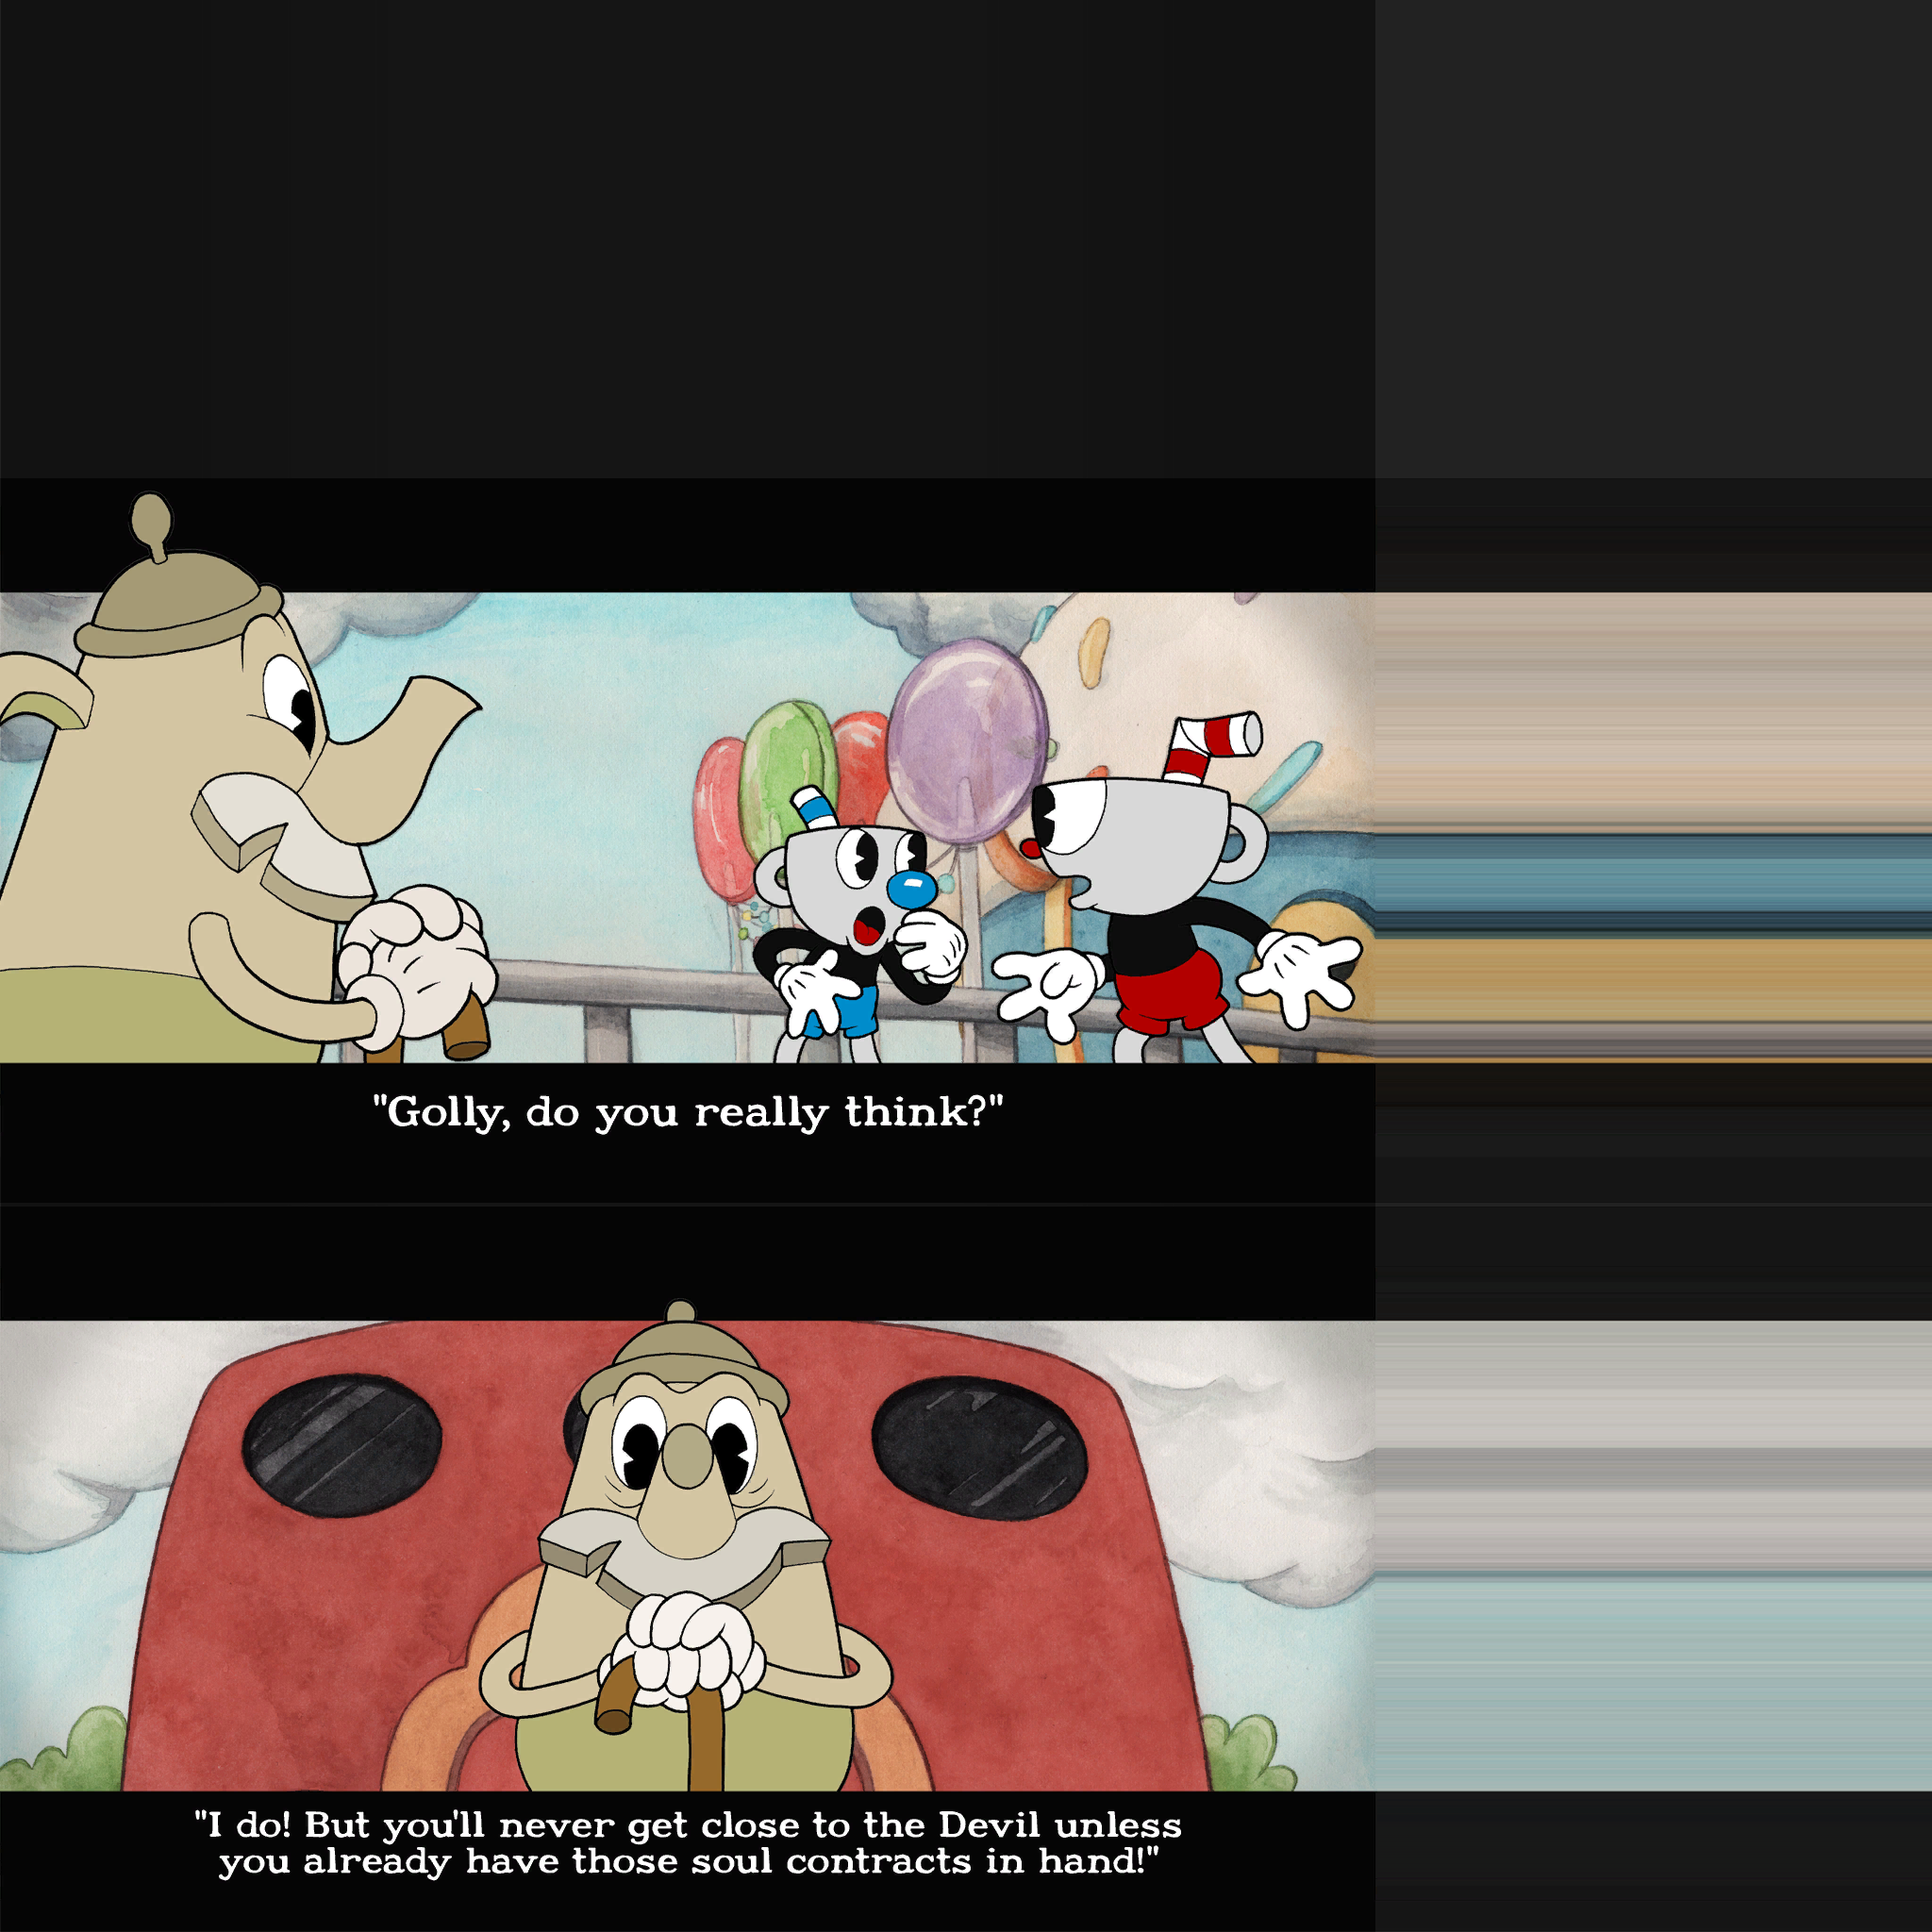 "Golly, do you really think?"
"I do! But you'll never get close to the Devil unless
you already have those soul contracts in hand!"